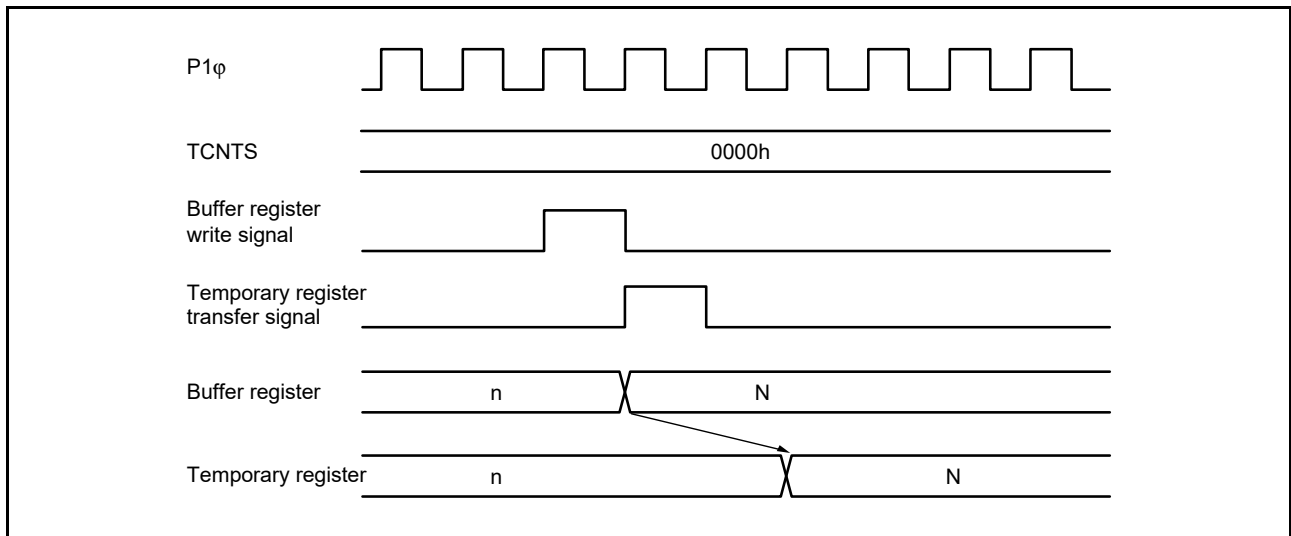 P1φ
TCNTS
0000h
Buffer register
write signal
Temporary register
transfer signal
Buffer register
n
N
Temporary register
n
N